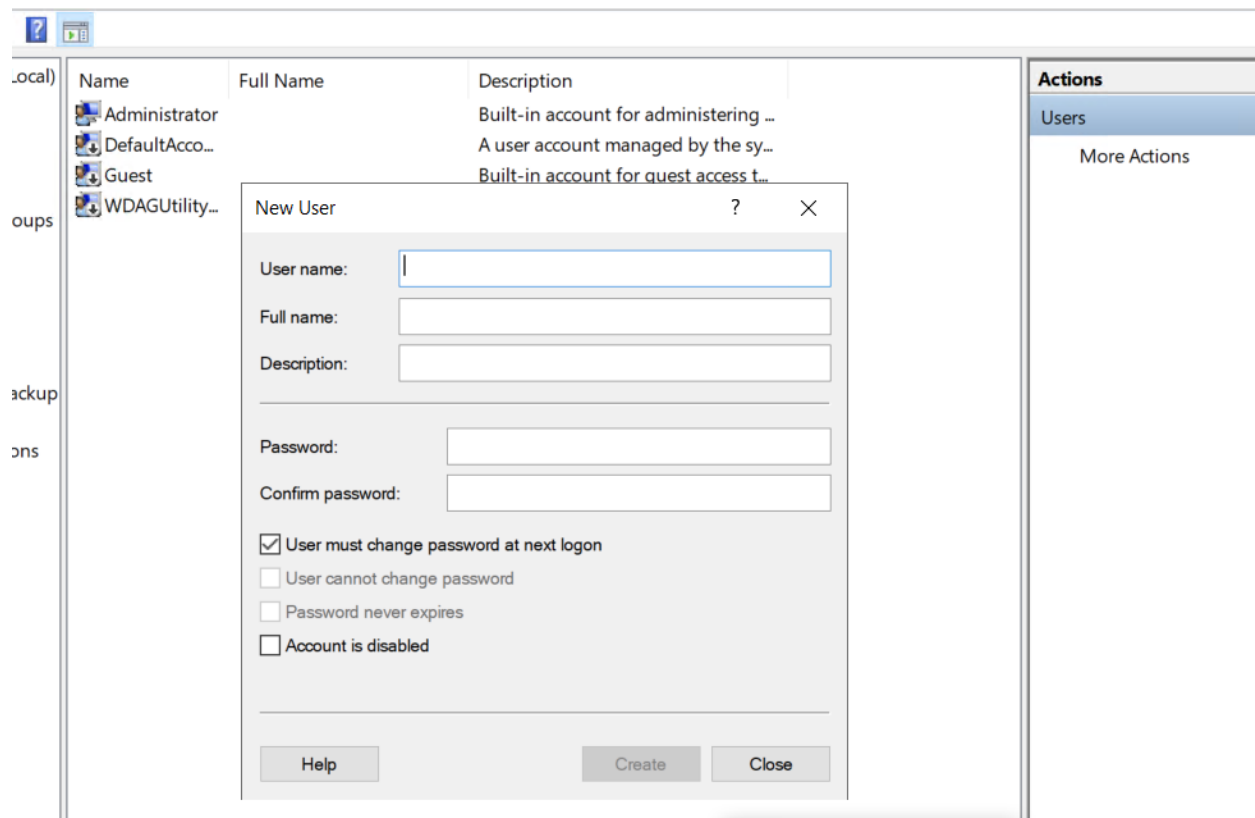 ?
Local)
oups
ackup
ons
Name Full Name Description
Administrator Built-in account for administering ...
DefaultAcco... A user account managed by the sy...
Guest Built-in account for guest access t...
WDAGUtility...
New User ?
User name:
Full name:
Description:
Password:
Confirm password:
User must change password at next logon
User cannot change password
Password never expires
Account is disabled
Help Create Close
Actions
Users
More Actions